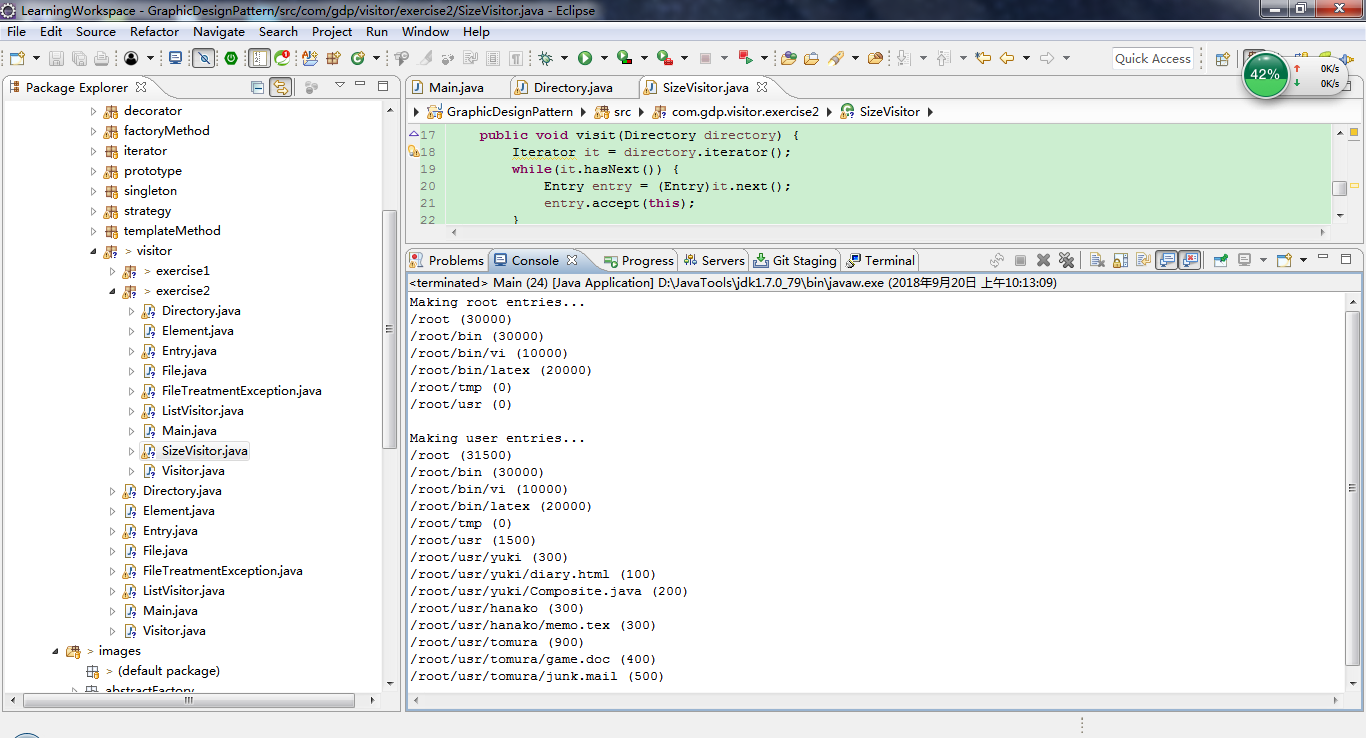 LearningWorkspace - GraphicDesignPattern/src/com/gdp/visitor/exercise2/SizeVisitor.java - Eclipse
File Edit Source Refactor Navigate Search Project Run Window Help
Quick Access
42%
0K/s
0K/s
Package Explorer
decorator
factoryMethod
iterator
prototype
singleton
strategy
templateMethod
> visitor
> exercise1
> exercise2
Directory.java
Element.java
Entry.java
File.java
FileTreatmentException.java
ListVisitor.java
Main.java
SizeVisitor.java
Visitor.java
Directory.java
Element.java
Entry.java
File.java
FileTreatmentException.java
ListVisitor.java
Main.java
Visitor.java
> images
> (default package)
abstractFactory
Main.java Directory.java SizeVisitor.java
GraphicDesignPattern src com.gdp.visitor.exercise2 SizeVisitor
17 public void visit(Directory directory) {
18 Iterator it = directory.iterator();
19 while(it.hasNext()) {
20 Entry entry = (Entry)it.next();
21 entry.accept(this);
22 }
Problems Console Progress Servers Git Staging Terminal
<terminated> Main (24) [Java Application] D:\JavaTools\jdk1.7.0_79\bin\javaw.exe (2018年9月20日 上午10:13:09)
Making root entries...
/root (30000)
/root/bin (30000)
/root/bin/vi (10000)
/root/bin/latex (20000)
/root/tmp (0)
/root/usr (0)
Making user entries...
/root (31500)
/root/bin (30000)
/root/bin/vi (10000)
/root/bin/latex (20000)
/root/tmp (0)
/root/usr (1500)
/root/usr/yuki (300)
/root/usr/yuki/diary.html (100)
/root/usr/yuki/Composite.java (200)
/root/usr/hanako (300)
/root/usr/hanako/memo.tex (300)
/root/usr/tomura (900)
/root/usr/tomura/game.doc (400)
/root/usr/tomura/junk.mail (500)